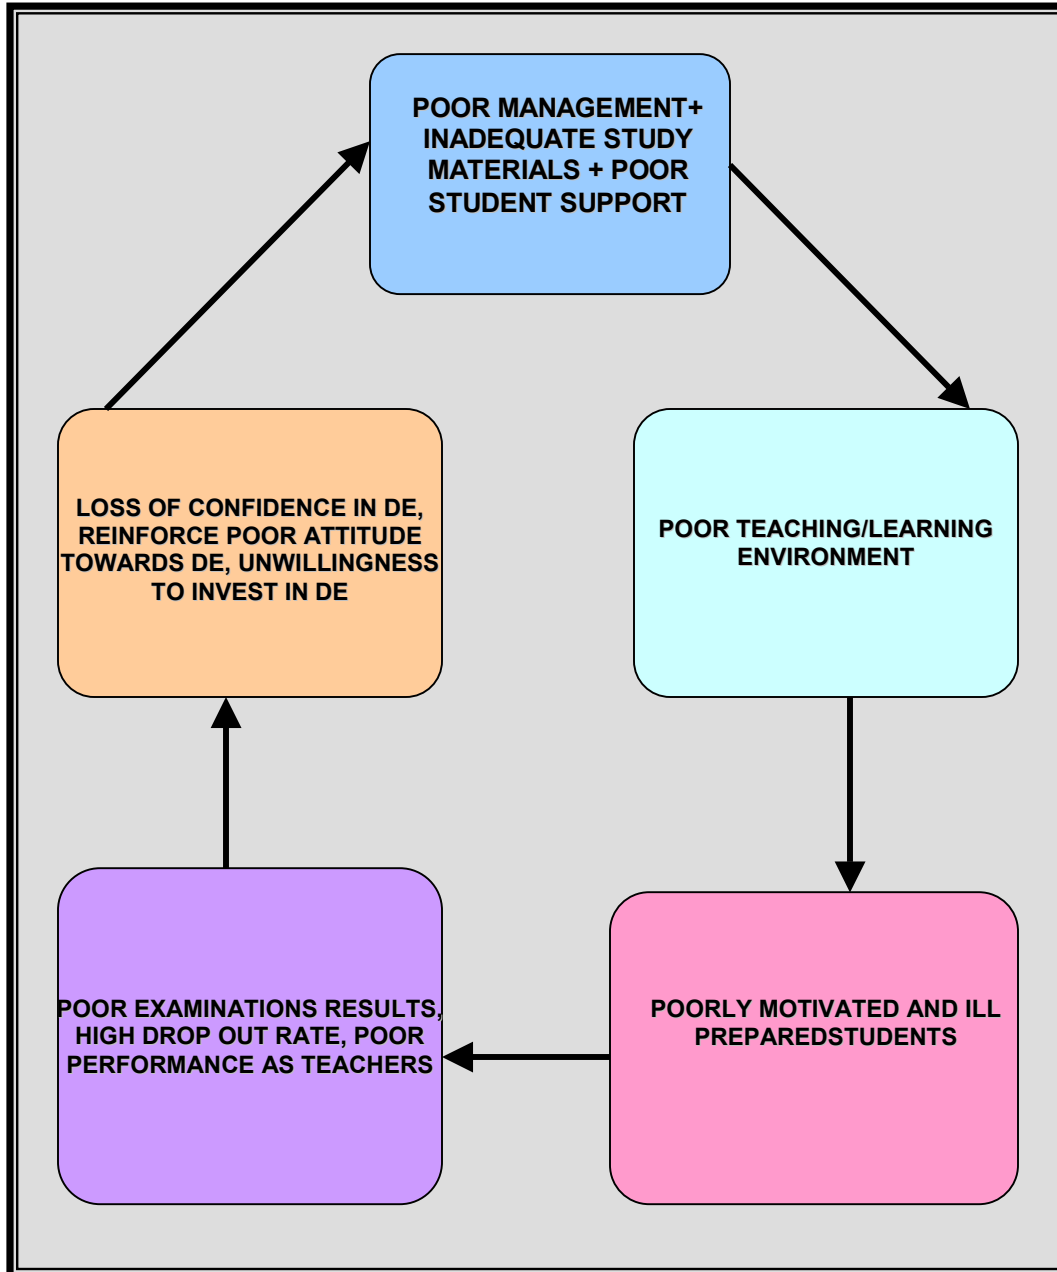 POOR MANAGEMENT+
INADEQUATE STUDY
MATERIALS + POOR
STUDENT SUPPORT
POOR TEACHING/LEARNING
ENVIRONMENT
POORLY MOTIVATED AND ILL
PREPAREDSTUDENTS
POOR EXAMINATIONS RESULTS,
HIGH DROP OUT RATE, POOR
PERFORMANCE AS TEACHERS
LOSS OF CONFIDENCE IN DE,
REINFORCE POOR ATTITUDE
TOWARDS DE, UNWILLINGNESS
TO INVEST IN DE